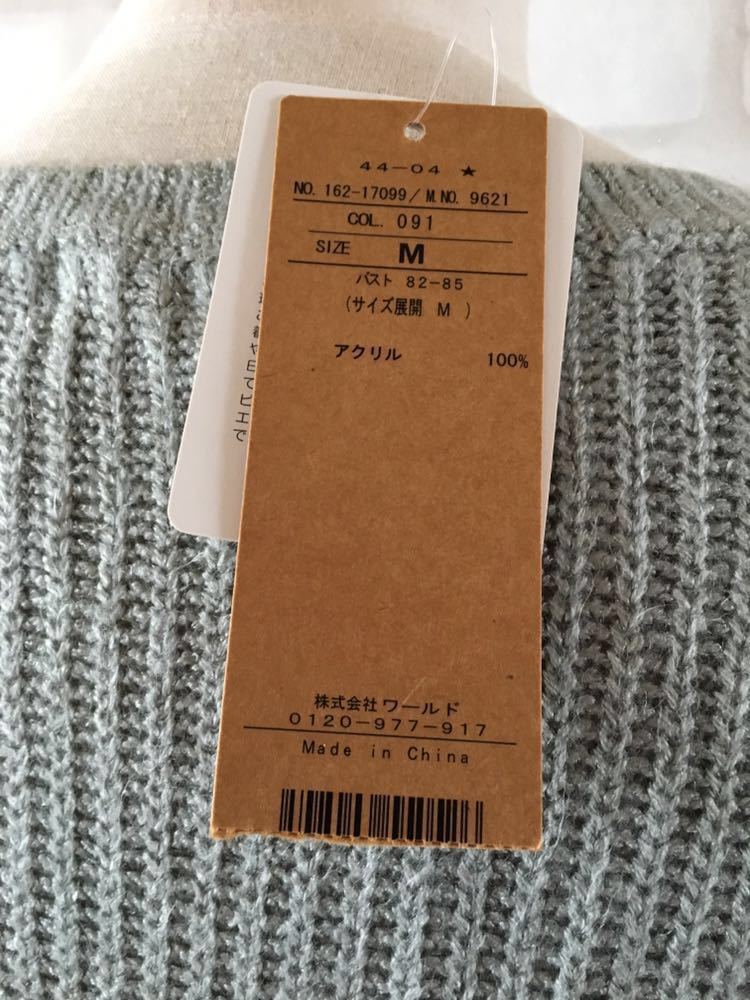 44-04 ★
NO. 162-17099/ M.NO. 9621
COL. 091
SIZE M
バスト 82-85
(サイズ展開 M )
アクリル 100%
株式会社ワールド
0120-977-917
Made in China